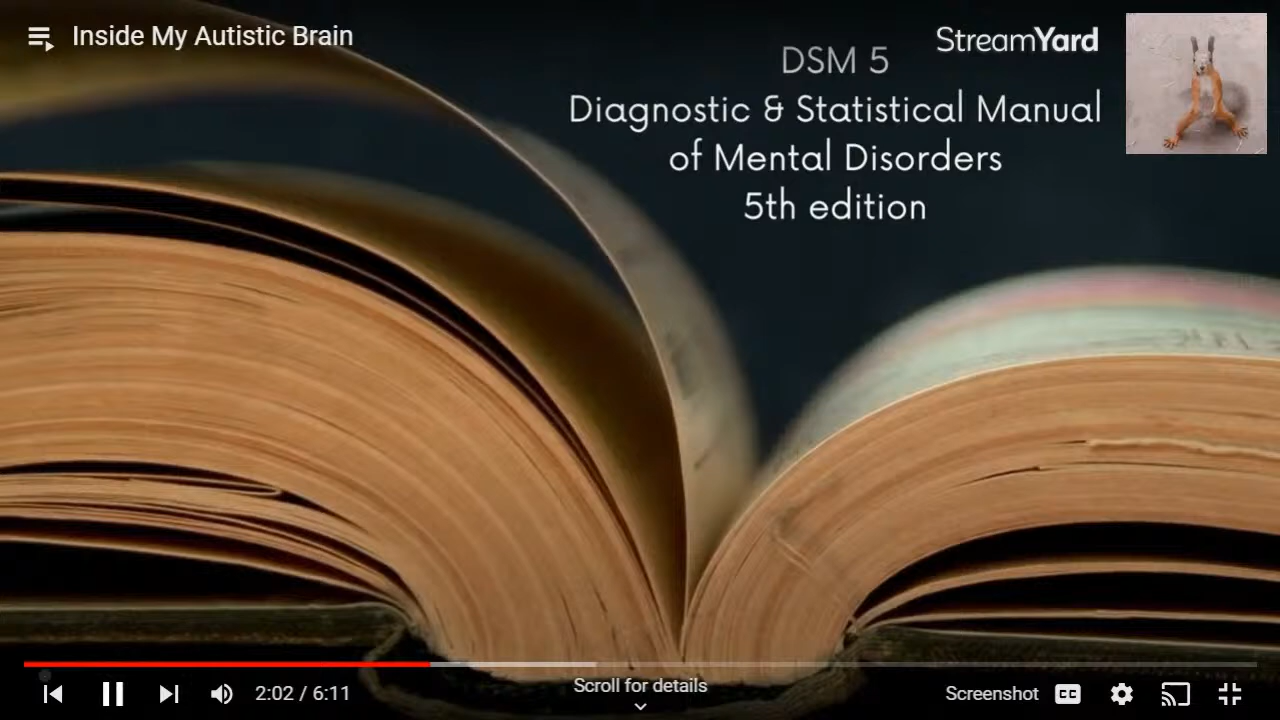 Inside My Autistic Brain
StreamYard
DSM 5
Diagnostic & Statistical Manual
of Mental Disorders
5th edition
2:02 / 6:11
Scroll for details
Screenshot
CC